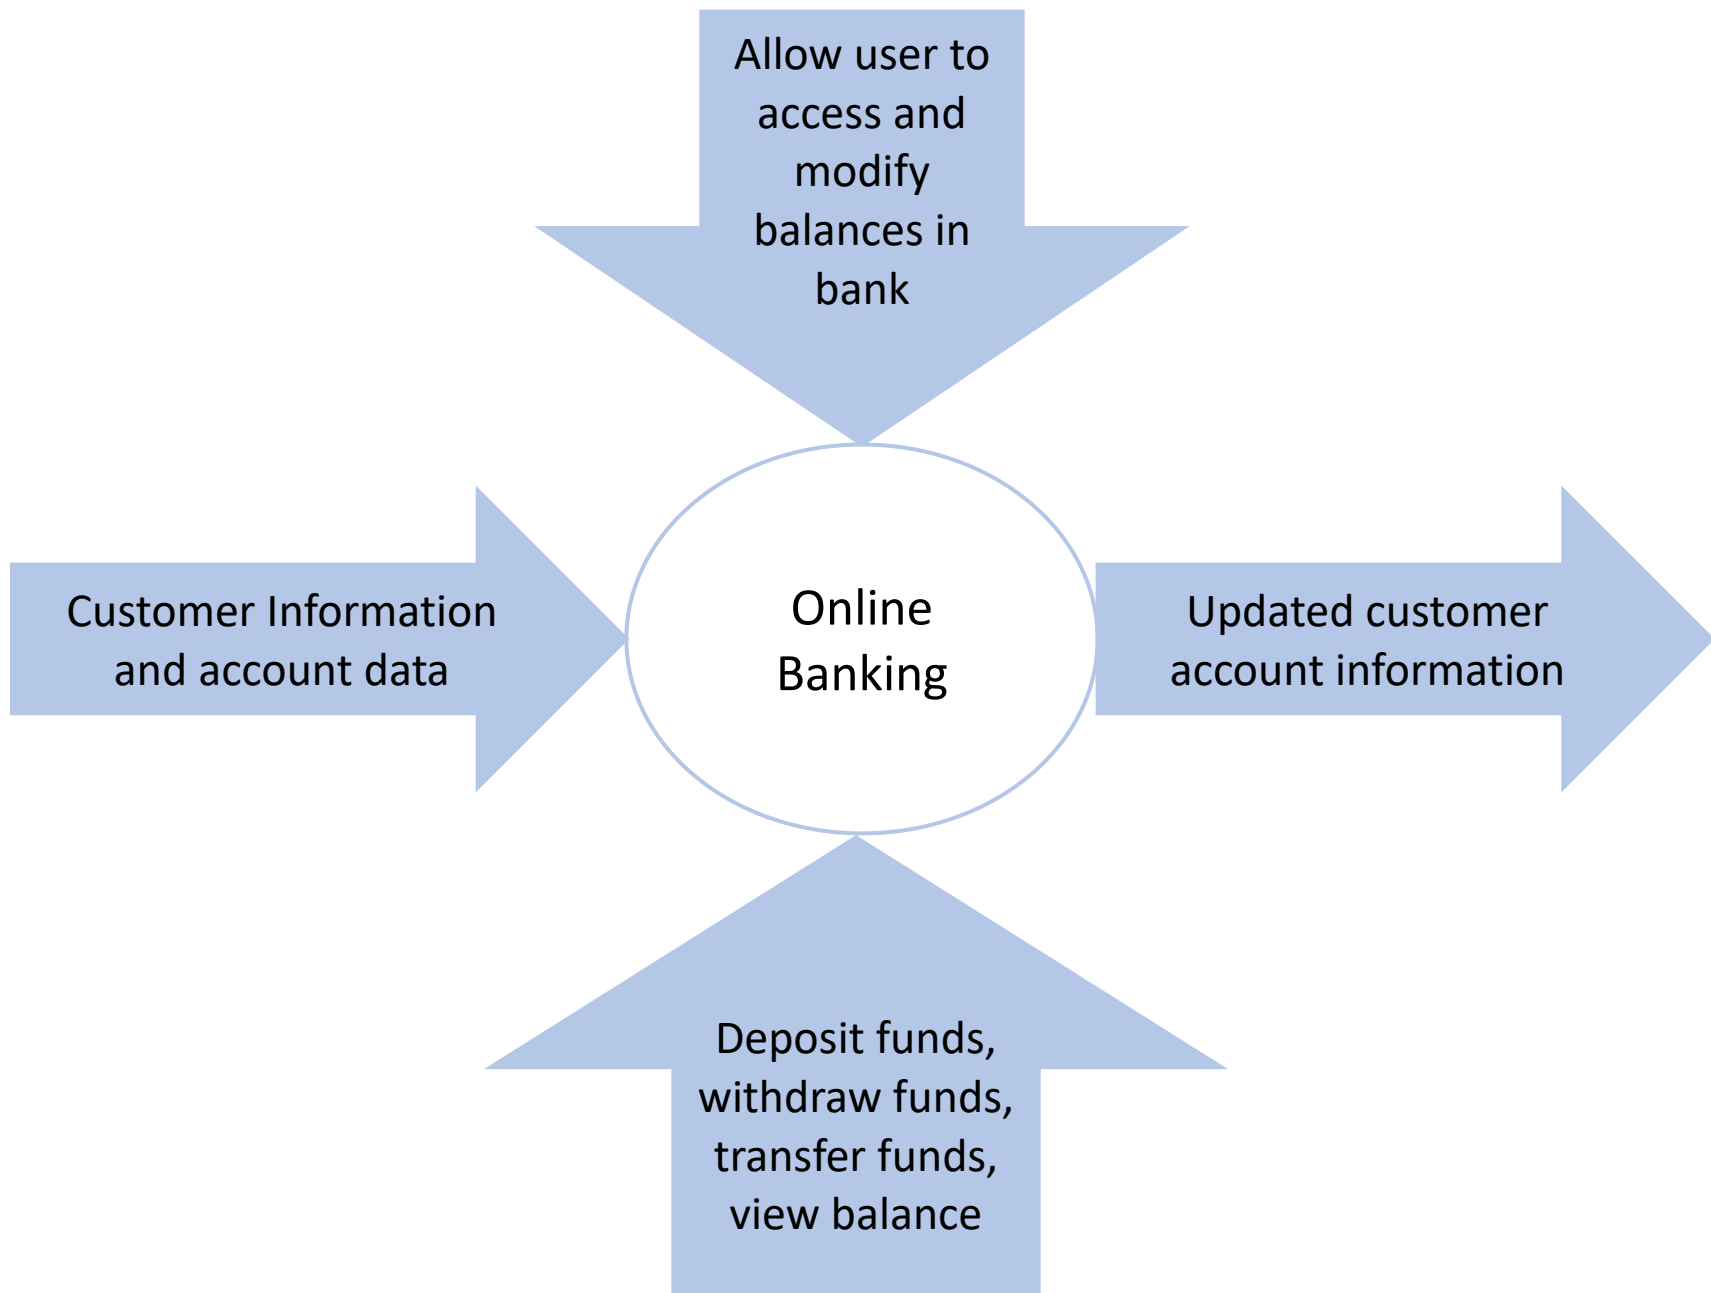 Allow user to
access and
modify
balances in
bank
Customer Information
and account data
Online
Banking
Updated customer
account information
Deposit funds,
withdraw funds,
transfer funds,
view balance